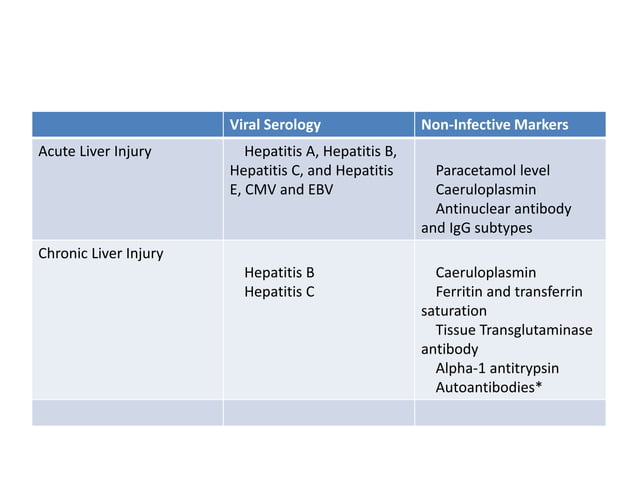 Viral Serology
Non-Infective Markers
Acute Liver Injury
Hepatitis A, Hepatitis B,
Hepatitis C, and Hepatitis
E, CMV and EBV
Paracetamol level
Caeruloplasmin
Antinuclear antibody
and IgG subtypes
Chronic Liver Injury
Hepatitis B
Hepatitis C
Caeruloplasmin
Ferritin and transferrin
saturation
Tissue Transglutaminase
antibody
Alpha-1 antitrypsin
Autoantibodies*